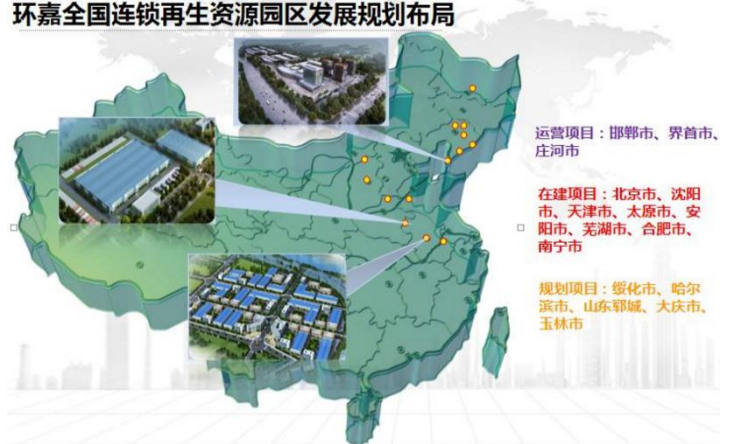 环嘉全国连锁再生资源园区发展规划布局
运营项目：邯郸市、界首市、
庄河市
在建项目：北京市、沈阳
市、天津市、太原市、安
阳市、芜湖市、合肥市、
南宁市
规划项目：绥化市、哈尔
滨市、山东郓城、大庆市、
玉林市